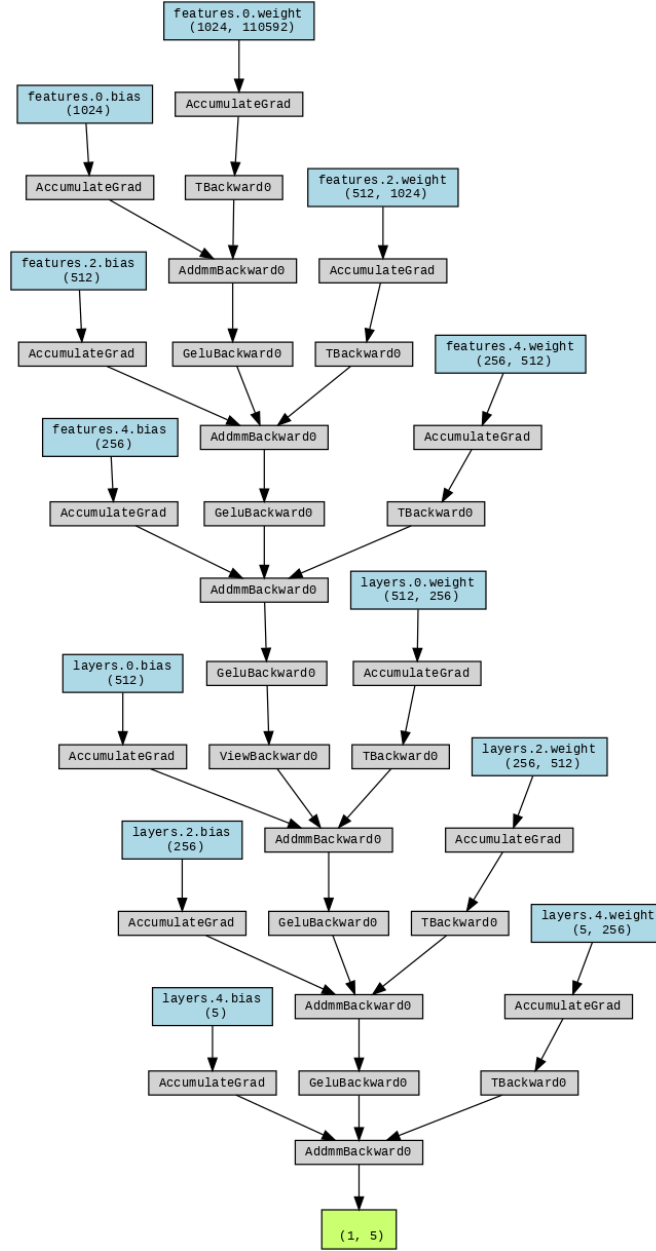 features.0.weight
(1024, 110592)
features.0.bias
(1024)
AccumulateGrad
AccumulateGrad
TBackward0
features.2.weight
(512, 1024)
features.2.bias
(512)
AddmmBackward0
AccumulateGrad
AccumulateGrad
GeluBackward0
TBackward0
features.4.weight
(256, 512)
features.4.bias
(256)
AddmmBackward0
AccumulateGrad
AccumulateGrad
GeluBackward0
TBackward0
AddmmBackward0
layers.0.weight
(512, 256)
layers.0.bias
(512)
GeluBackward0
AccumulateGrad
AccumulateGrad
ViewBackward0
TBackward0
layers.2.weight
(256, 512)
layers.2.bias
(256)
AddmmBackward0
AccumulateGrad
AccumulateGrad
GeluBackward0
TBackward0
layers.4.weight
(5, 256)
layers.4.bias
(5)
AddmmBackward0
AccumulateGrad
AccumulateGrad
GeluBackward0
TBackward0
AddmmBackward0
(1, 5)